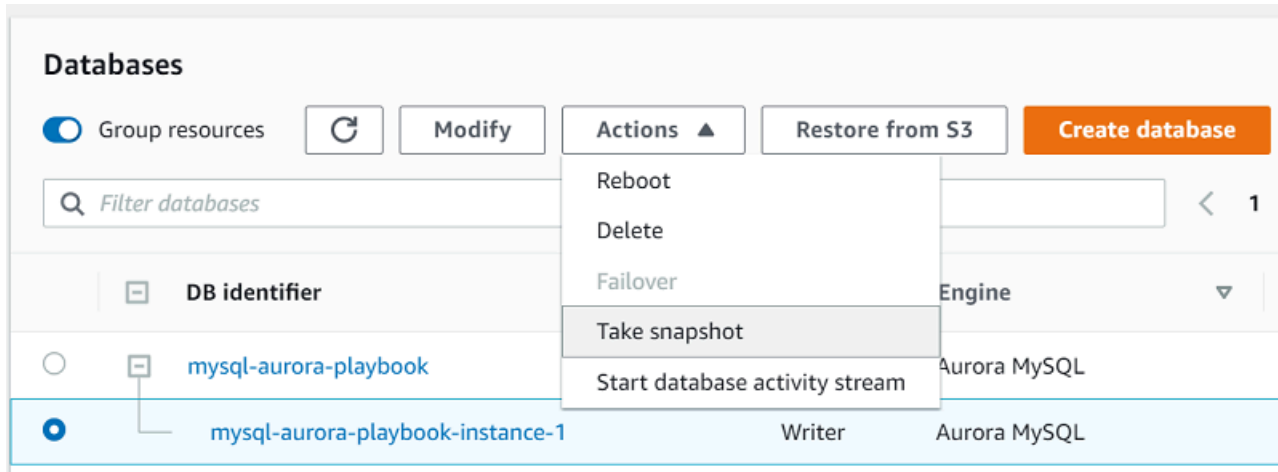 Databases
Group resources Modify Actions Restore from S3 Create database
Reboot
Filter databases 1
Delete
Failover
DB identifier Engine
Take snapshot
mysql-aurora-playbook Aurora MySQL
Start database activity stream
mysql-aurora-playbook-instance-1 Writer Aurora MySQL